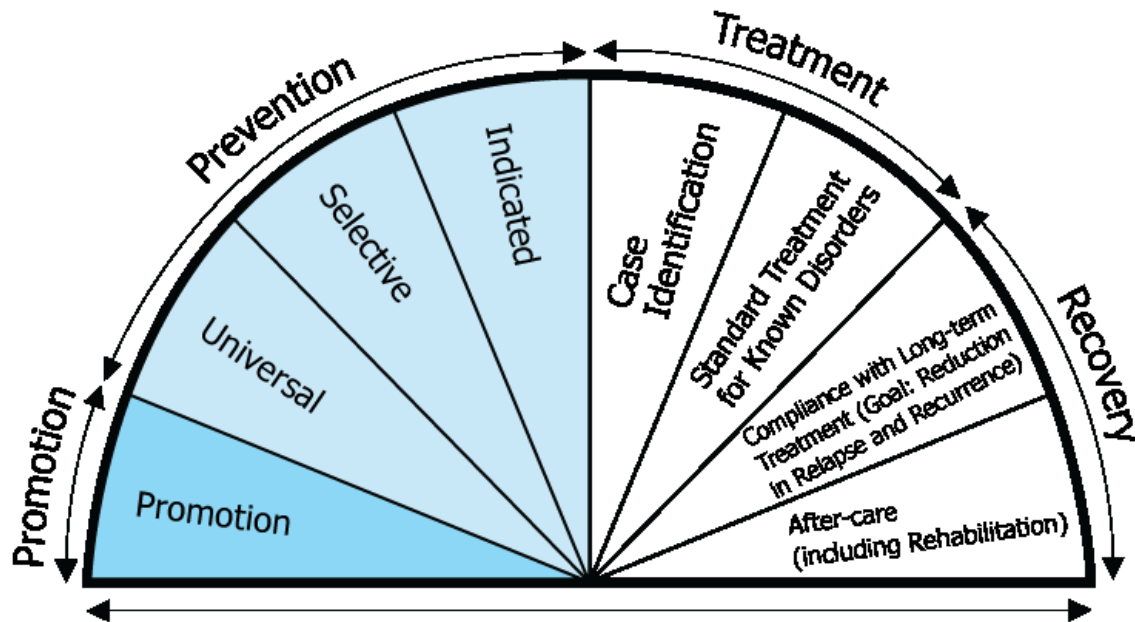 Promotion
Prevention
Treatment
Recovery
Promotion
Universal
Selective
Indicated
Case
Identification
Standard Treatment
for Known Disorders
Compliance with Long-term
Treatment (Goal: Reduction
in Relapse and Recurrence)
After-care
(including Rehabilitation)